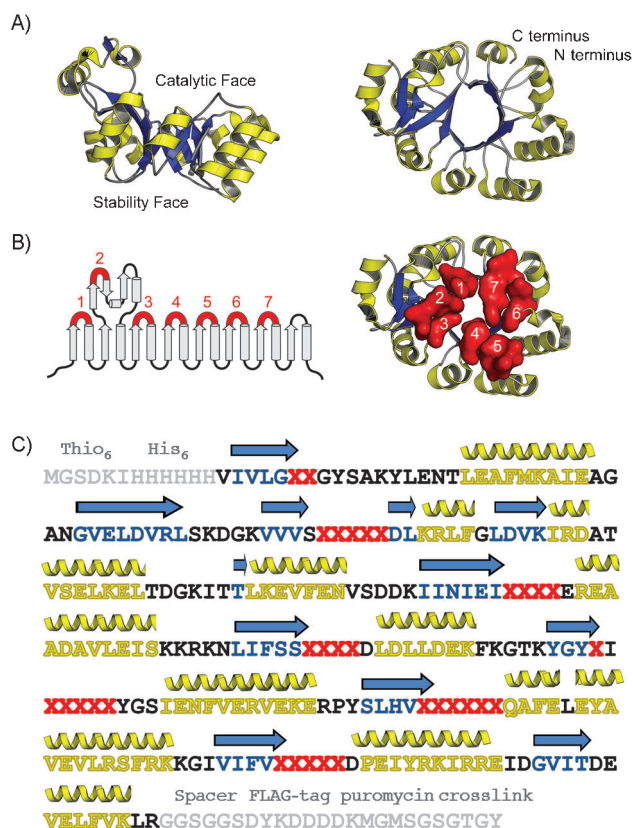 A)
Catalytic Face
Stability Face
C terminus
N terminus
B)
1 2 3 4 5 6 7
1 2 3 4 5 6 7
C)
Thio6 His6
MGSDKIHHHHHHVIVLGXXGYSAKYLENTLEAFMKAIEAG
ANGVELDVRLSKDGKVVVSXXXXXDLKRLFGLDVKIRDAT
VSELKELTDGKITTLKEVFENVSDDKIINIEIXXXXEREA
ADAVLEISKKRKNLIFSSXXXXDLDLLDEKFKGTKYGYXI
XXXXXYGSIENFVERVEKERPYSLHVXXXXXXQAFELEYA
VEVLRSFRKKGIVIFVXXXXXDPEIYRKIRREIDGVITDE
VELFVKLRGGSGGSDYKDDDDKMGMSGSGTGY
Spacer FLAG-tag puromycin crosslink